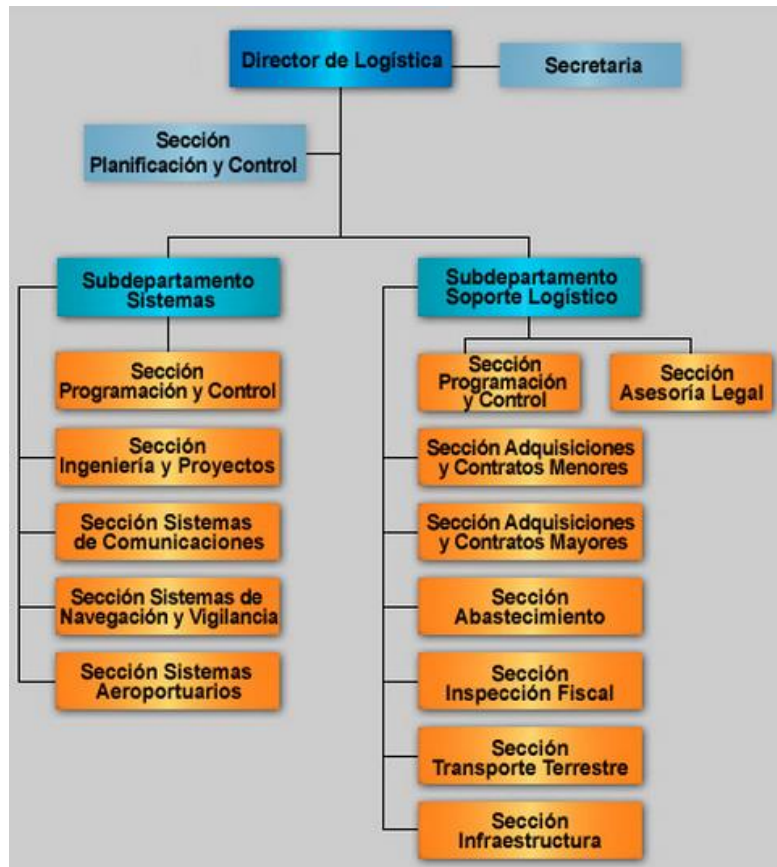 Director de Logística
Secretaria
Sección
Planificación y Control
Subdepartamento
Sistemas
Sección
Programación y Control
Sección
Ingeniería y Proyectos
Sección Sistemas
de Comunicaciones
Sección Sistemas de
Navegación y Vigilancia
Sección Sistemas
Aeroportuarios
Subdepartamento
Soporte Logístico
Sección
Programación
y Control
Sección
Asesoría Legal
Sección Adquisiciones
y Contratos Menores
Sección Adquisiciones
y Contratos Mayores
Sección
Abastecimiento
Sección
Inspección Fiscal
Sección
Transporte Terrestre
Sección
Infraestructura